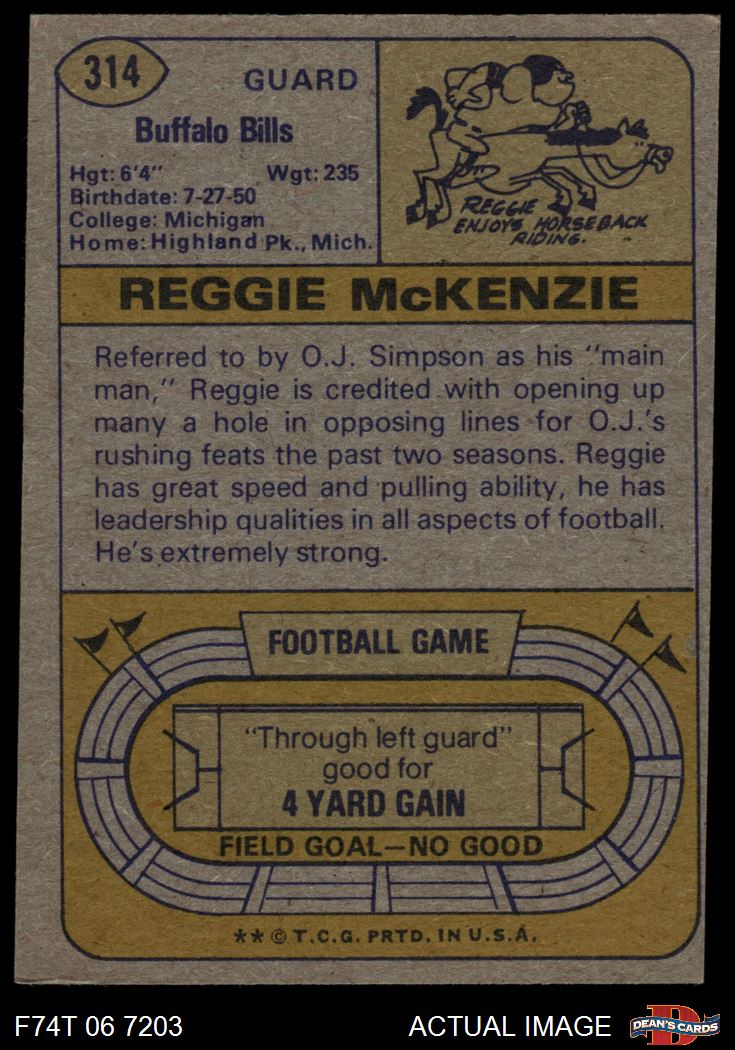 314
GUARD
Buffalo Bills
Hgt: 6'4" Wgt: 235
Birthdate: 7-27-50
College: Michigan
Home: Highland Pk., Mich.
REGGIE
ENJOYS HORSEBACK
RIDING.
REGGIE McKENZIE
Referred to by O.J. Simpson as his "main
man," Reggie is credited with opening up
many a hole in opposing lines for O.J.'s
rushing feats the past two seasons. Reggie
has great speed and pulling ability, he has
leadership qualities in all aspects of football.
He's extremely strong.
FOOTBALL GAME
"Through left guard"
good for
4 YARD GAIN
FIELD GOAL—NO GOOD
** © T.C.G. PRTD. IN U.S.A.
F74T 06 7203
ACTUAL IMAGE
D
DEAN'S CARDS